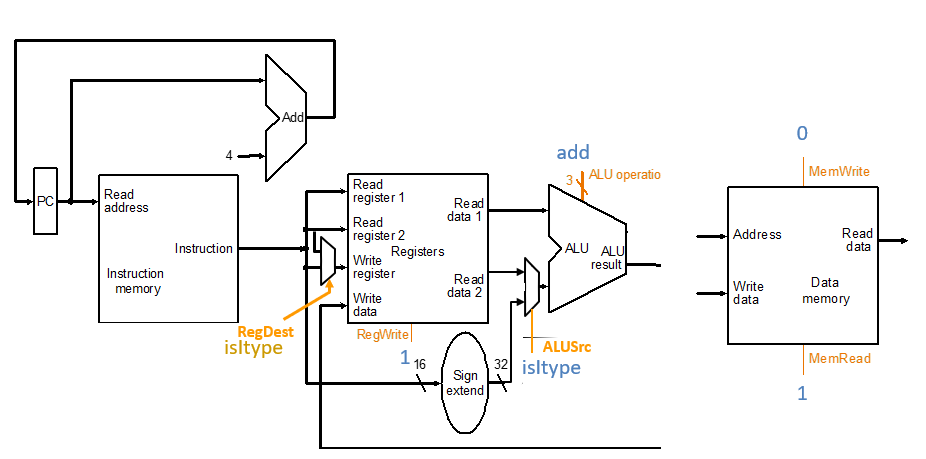 Add
4
PC
Read
address
Instruction
Instruction
memory
Read
register 1
Read
register 2
Write
register
Write
data
Registers
Read
data 1
Read
data 2
RegWrite
1
RegDest
isItype
16
Sign
extend
32
ALUSrc
isItype
add
3
ALU operatio
ALU
ALU
result
0
MemWrite
Address
Write
data
Read
data
Data
memory
MemRead
1